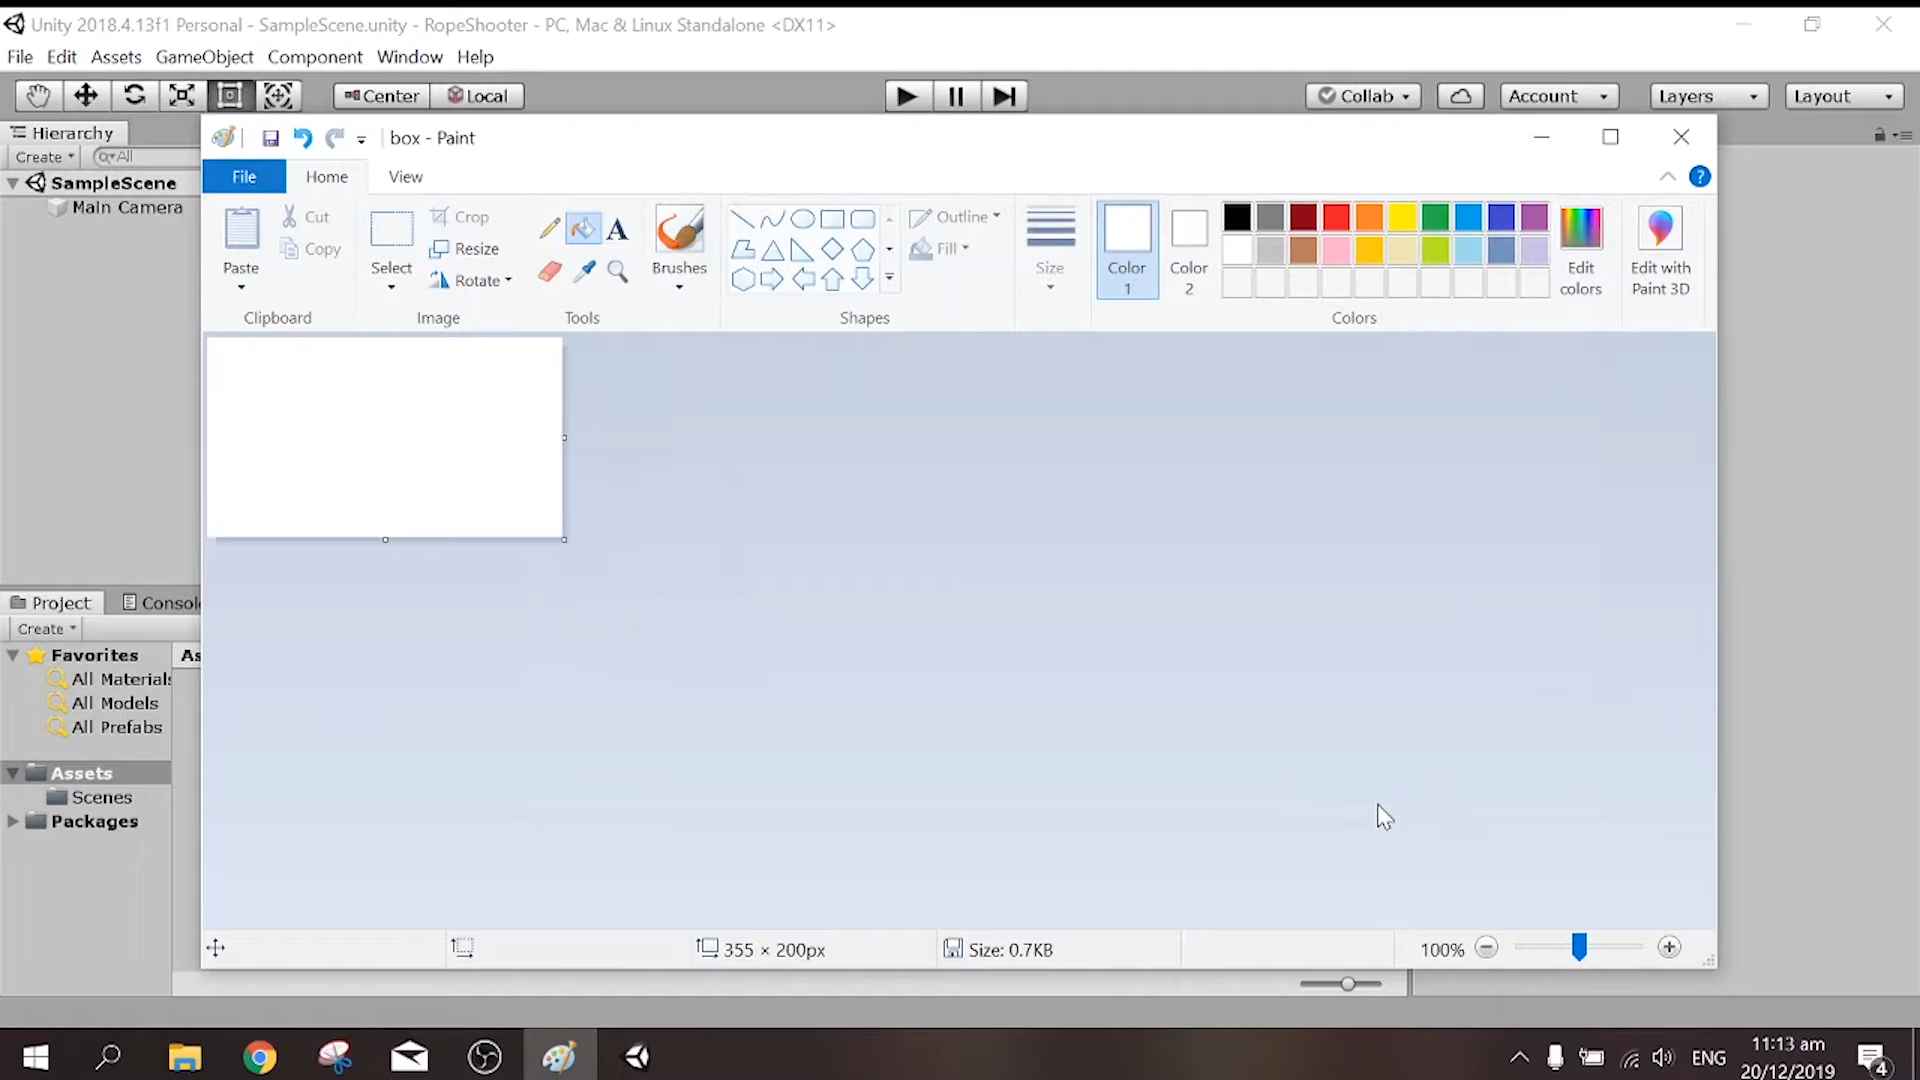 Unity 2018.4.13f1 Personal - SampleScene.unity - RopeShooter - PC, Mac & Linux Standalone <DX11>
File Edit Assets GameObject Component Window Help
Center Local Collab Account Layers Layout
Hierarchy
Create All
SampleScene
Main Camera
box - Paint
File Home View
Paste
Cut
Copy
Clipboard
Select
Crop
Resize
Rotate
Image
A
Tools
Brushes
Shapes
Outline
Fill
Size
Color 1
Color 2
Colors
Edit colors
Edit with Paint 3D
Project Consol
Create
Favorites As
All Materials
All Models
All Prefabs
Assets
Scenes
Packages
355 × 200px Size: 0.7KB 100%
ENG 11:13 am
20/12/2019 4